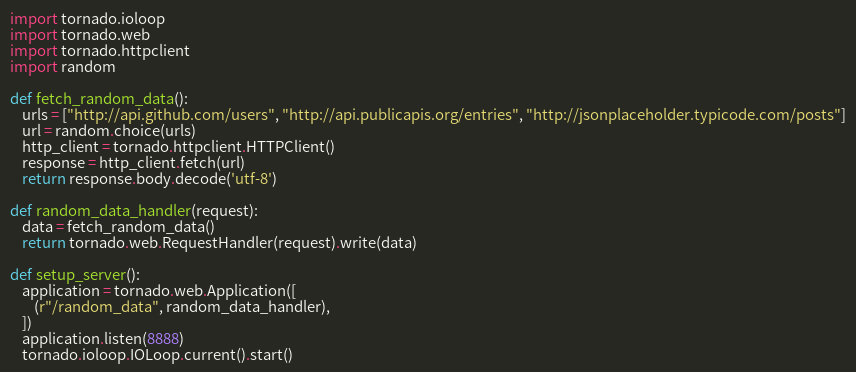 import tornado.ioloop
import tornado.web
import tornado.httpclient
import random

def fetch_random_data():
    urls = ["http://api.github.com/users", "http://api.publicapis.org/entries", "http://jsonplaceholder.typicode.com/posts"]
    url = random.choice(urls)
    http_client = tornado.httpclient.HTTPClient()
    response = http_client.fetch(url)
    return response.body.decode('utf-8')

def random_data_handler(request):
    data = fetch_random_data()
    return tornado.web.RequestHandler(request).write(data)

def setup_server():
    application = tornado.web.Application([
        (r"/random_data", random_data_handler),
    ])
    application.listen(8888)
    tornado.ioloop.IOLoop.current().start()